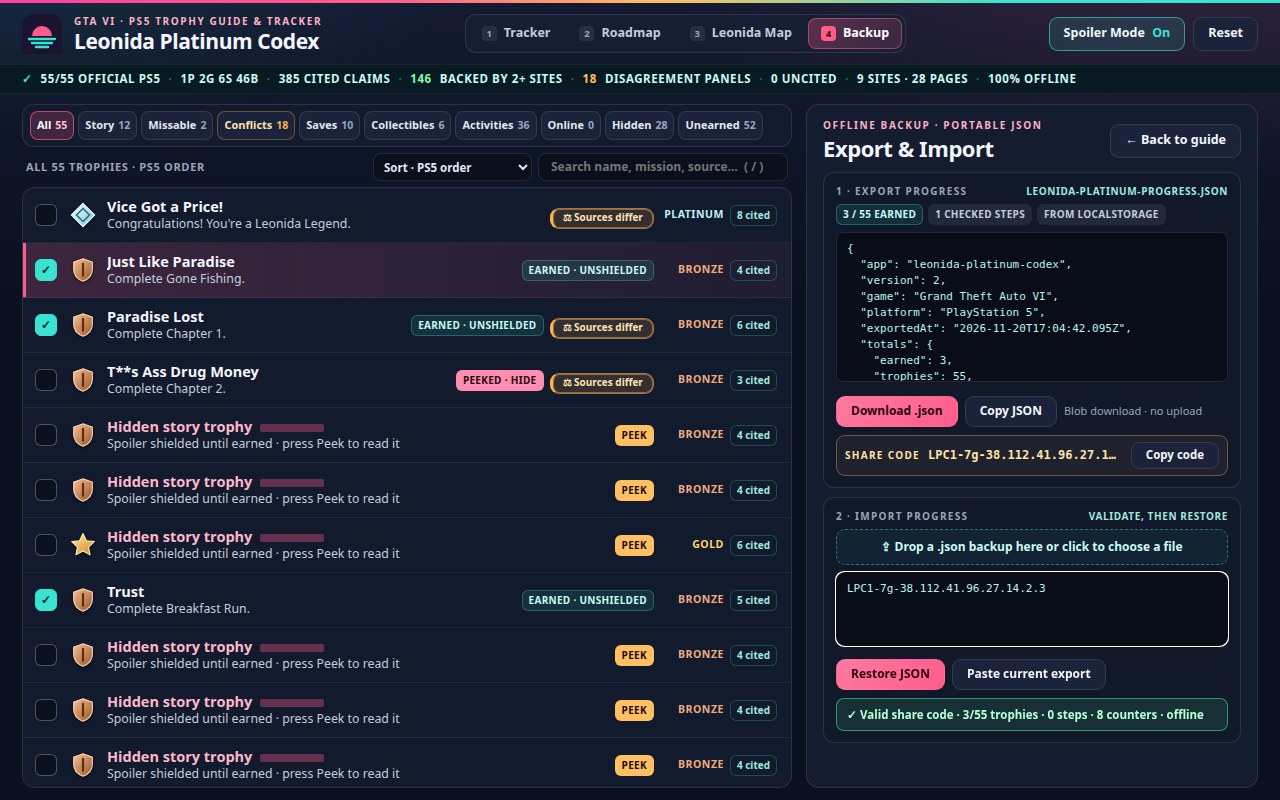 GTA VI · PS5 TROPHY GUIDE & TRACKER
Leonida Platinum Codex
1 Tracker
2 Roadmap
3 Leonida Map
4 Backup
Spoiler Mode On
Reset
✓ 55/55 OFFICIAL PS5 · 1P 2G 6S 46B · 385 CITED CLAIMS · 146 BACKED BY 2+ SITES · 18 DISAGREEMENT PANELS · 0 UNCITED · 9 SITES · 28 PAGES · 100% OFFLINE
All 55
Story 12
Missable 2
Conflicts 18
Saves 10
Collectibles 6
Activities 36
Online 0
Hidden 28
Unearned 52
ALL 55 TROPHIES · PS5 ORDER
Sort · PS5 order
Search name, mission, source… ( / )
Vice Got a Price!
Congratulations! You're a Leonida Legend.
⚖ Sources differ
PLATINUM
8 cited
Just Like Paradise
Complete Gone Fishing.
EARNED · UNSHIELDED
BRONZE
4 cited
Paradise Lost
Complete Chapter 1.
EARNED · UNSHIELDED
⚖ Sources differ
BRONZE
6 cited
T**s Ass Drug Money
Complete Chapter 2.
PEEKED · HIDE
⚖ Sources differ
BRONZE
3 cited
Hidden story trophy
Spoiler shielded until earned · press Peek to read it
PEEK
BRONZE
4 cited
Hidden story trophy
Spoiler shielded until earned · press Peek to read it
PEEK
BRONZE
4 cited
Hidden story trophy
Spoiler shielded until earned · press Peek to read it
PEEK
GOLD
6 cited
Trust
Complete Breakfast Run.
EARNED · UNSHIELDED
BRONZE
5 cited
Hidden story trophy
Spoiler shielded until earned · press Peek to read it
PEEK
BRONZE
4 cited
Hidden story trophy
Spoiler shielded until earned · press Peek to read it
PEEK
BRONZE
4 cited
Hidden story trophy
Spoiler shielded until earned · press Peek to read it
PEEK
BRONZE
4 cited
OFFLINE BACKUP · PORTABLE JSON
Export & Import
← Back to guide
1 · EXPORT PROGRESS
LEONIDA-PLATINUM-PROGRESS.JSON
3 / 55 EARNED
1 CHECKED STEPS
FROM LOCALSTORAGE
{
"app": "leonida-platinum-codex",
"version": 2,
"game": "Grand Theft Auto VI",
"platform": "PlayStation 5",
"exportedAt": "2026-11-20T17:04:42.095Z",
"totals": {
"earned": 3,
"trophies": 55,
Download .json
Copy JSON
Blob download · no upload
SHARE CODE LPC1-7g-38.112.41.96.27.1…
Copy code
2 · IMPORT PROGRESS
VALIDATE, THEN RESTORE
⇪ Drop a .json backup here or click to choose a file
LPC1-7g-38.112.41.96.27.14.2.3
Restore JSON
Paste current export
✓ Valid share code · 3/55 trophies · 0 steps · 8 counters · offline